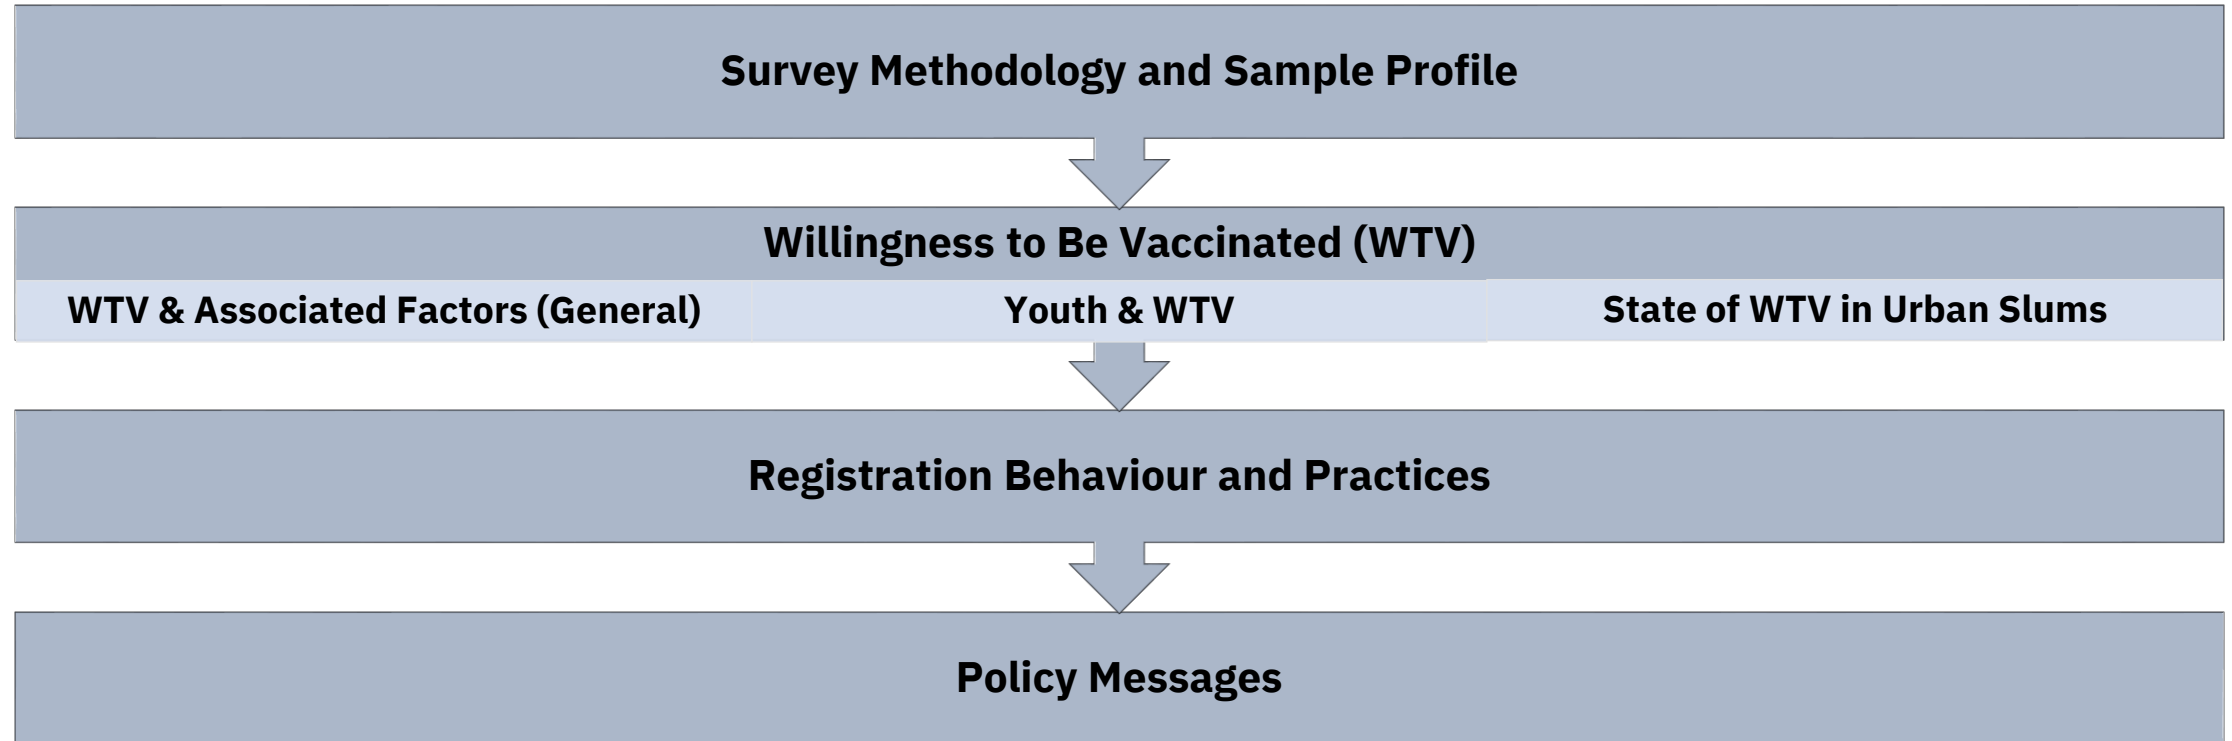 Survey Methodology and Sample Profile
Willingness to Be Vaccinated (WTV)
WTV & Associated Factors (General)
Youth & WTV
State of WTV in Urban Slums
Registration Behaviour and Practices
Policy Messages